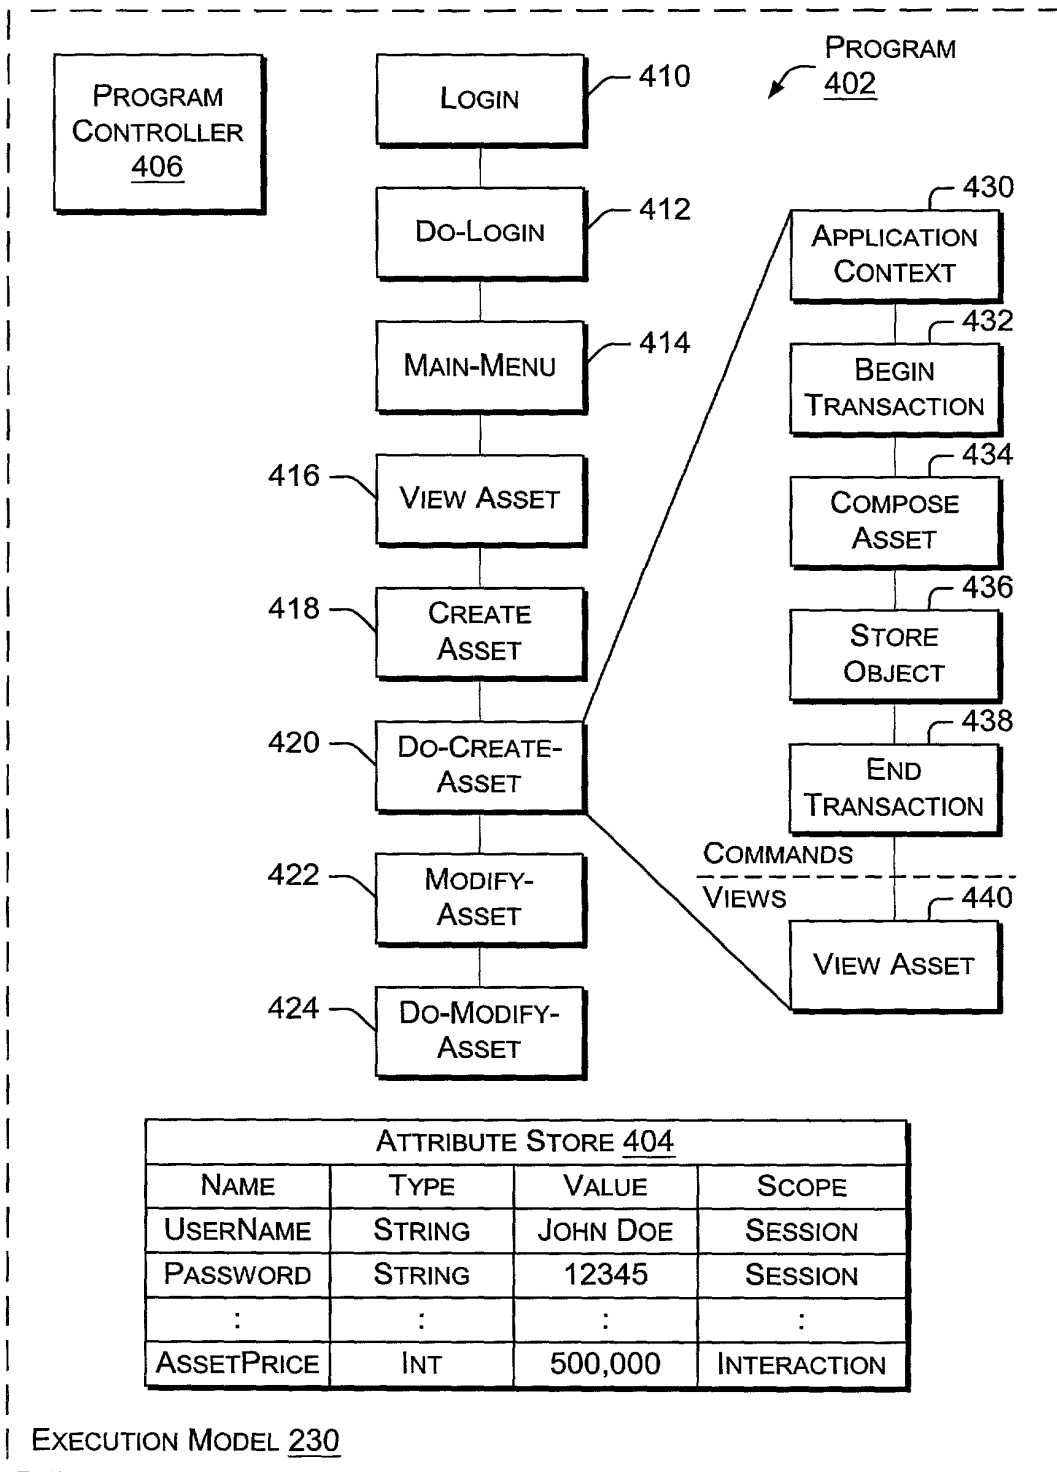 PROGRAM
CONTROLLER
406
LOGIN
410
PROGRAM
402
DO-LOGIN
412
MAIN-MENU
414
416
VIEW ASSET
418
CREATE
ASSET
420
DO-CREATE-
ASSET
422
MODIFY-
ASSET
424
DO-MODIFY-
ASSET
430
APPLICATION
CONTEXT
432
BEGIN
TRANSACTION
434
COMPOSE
ASSET
436
STORE
OBJECT
438
END
TRANSACTION
COMMANDS
VIEWS
440
VIEW ASSET
ATTRIBUTE STORE 404
NAME TYPE VALUE SCOPE
USERNAME STRING JOHN DOE SESSION
PASSWORD STRING 12345 SESSION
: : : :
ASSETPRICE INT 500,000 INTERACTION
EXECUTION MODEL 230